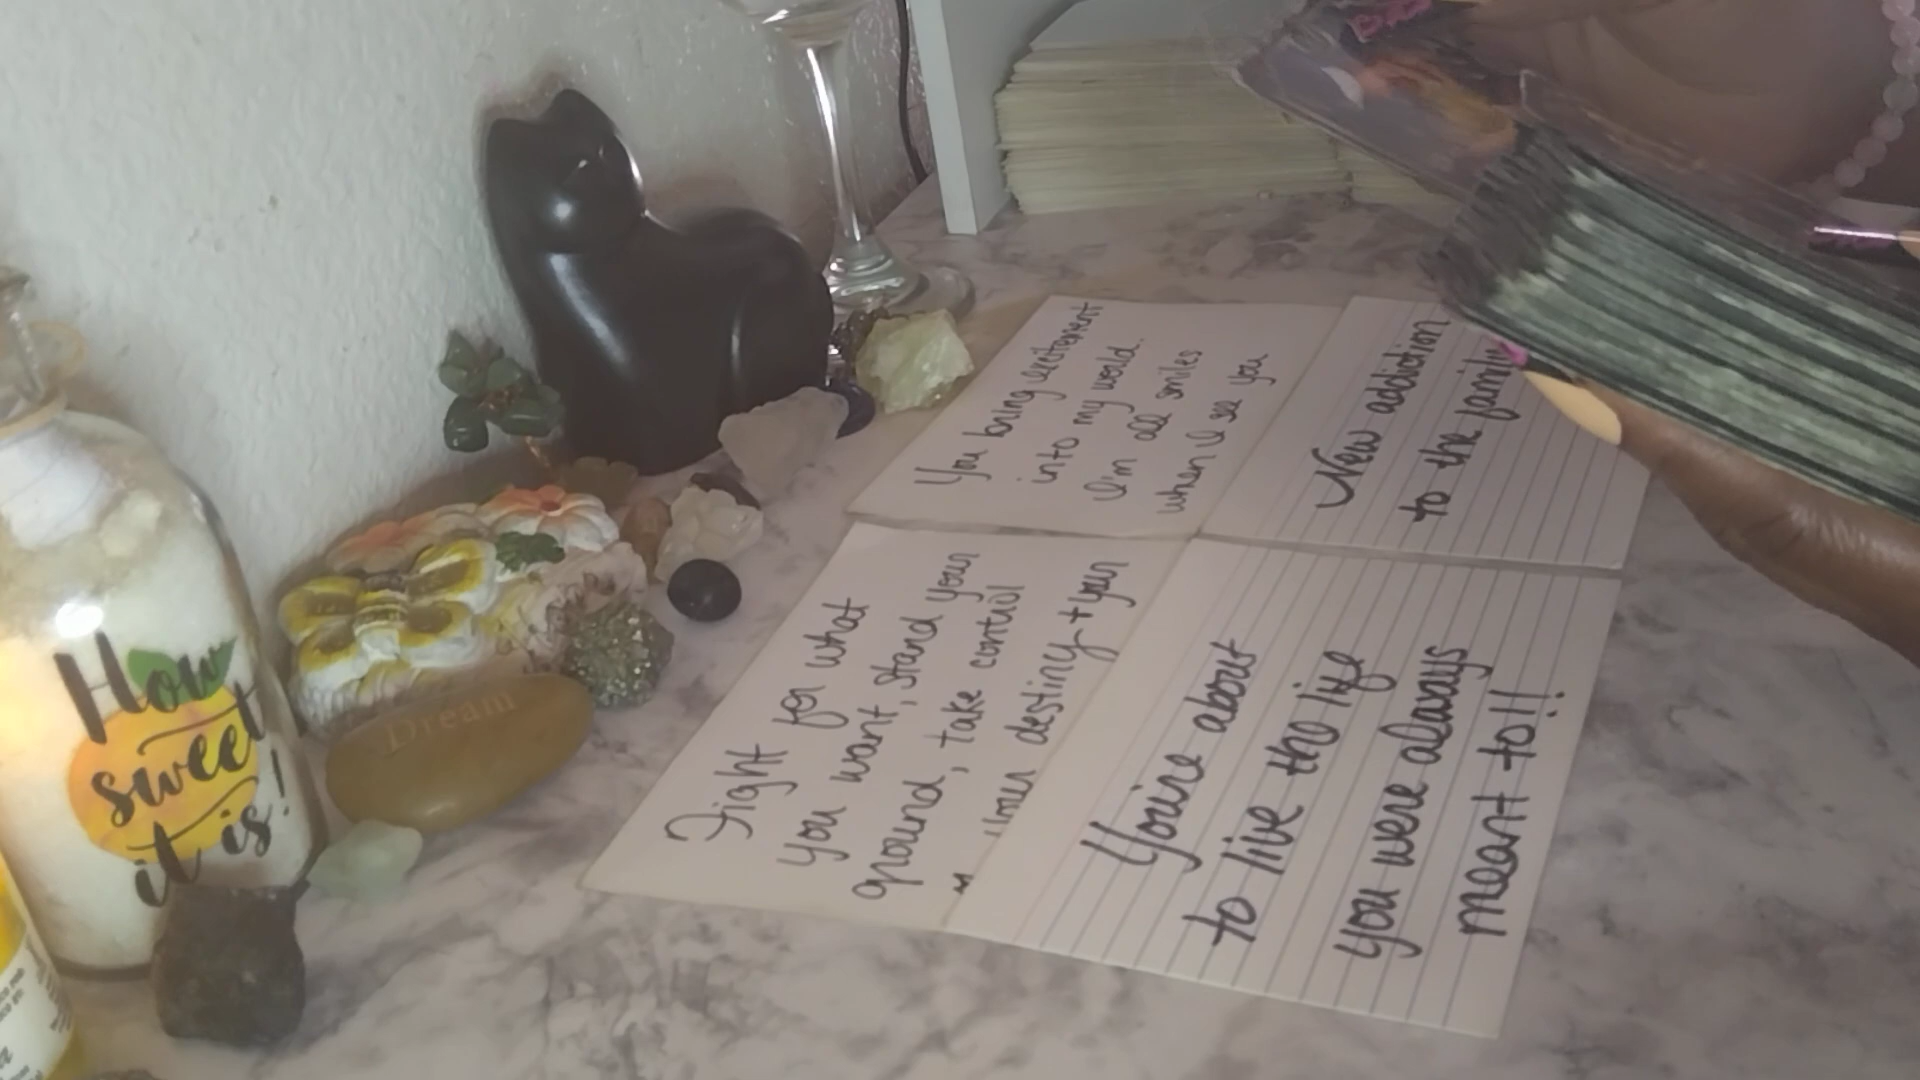 You bring excitement
into my world.
I'm all smiles
when I see you
New addiction
to the family
Fight for what
you want, stand your
ground, take control
your destiny + your
You're about
to live the life
you were always
meant to!!
Dream
How
sweet
it is!